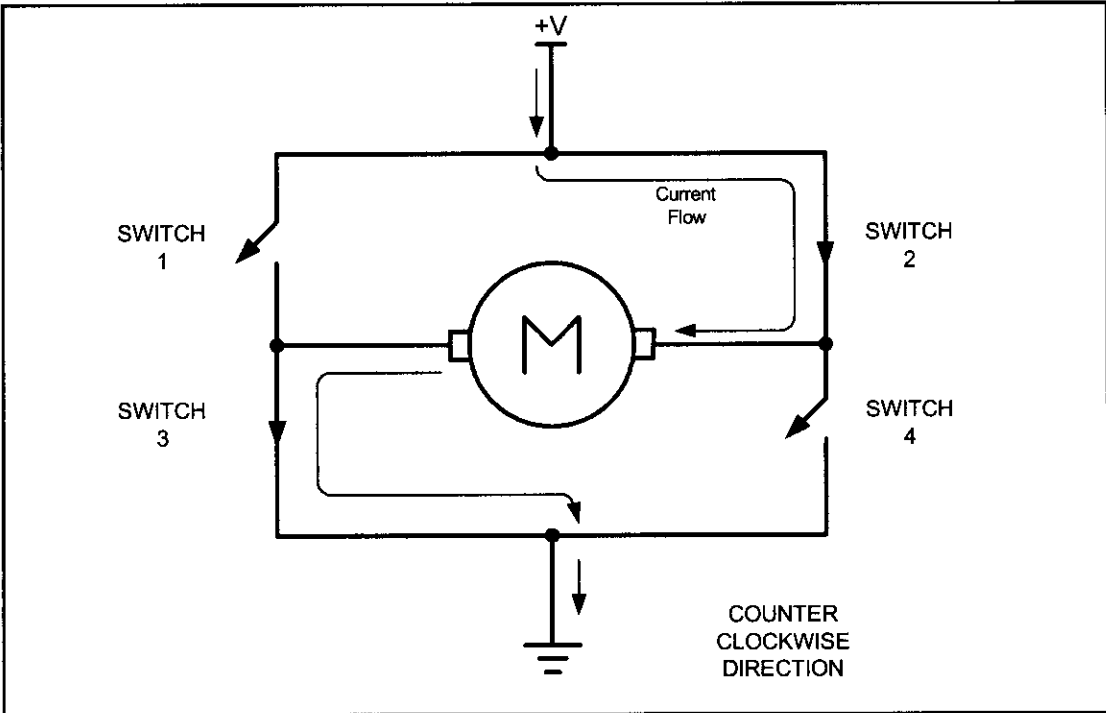 +V
Current
Flow
SWITCH
1
SWITCH
2
M
SWITCH
3
SWITCH
4
COUNTER
CLOCKWISE
DIRECTION